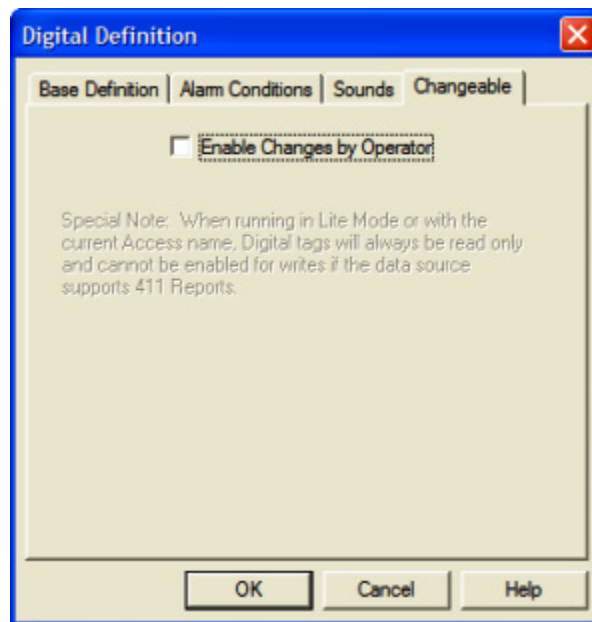 Digital Definition
Base Definition Alarm Conditions Sounds Changeable
Enable Changes by Operator
Special Note: When running in Lite Mode or with the
current Access name, Digital tags will always be read only
and cannot be enabled for writes if the data source
supports 411 Reports.
OK Cancel Help